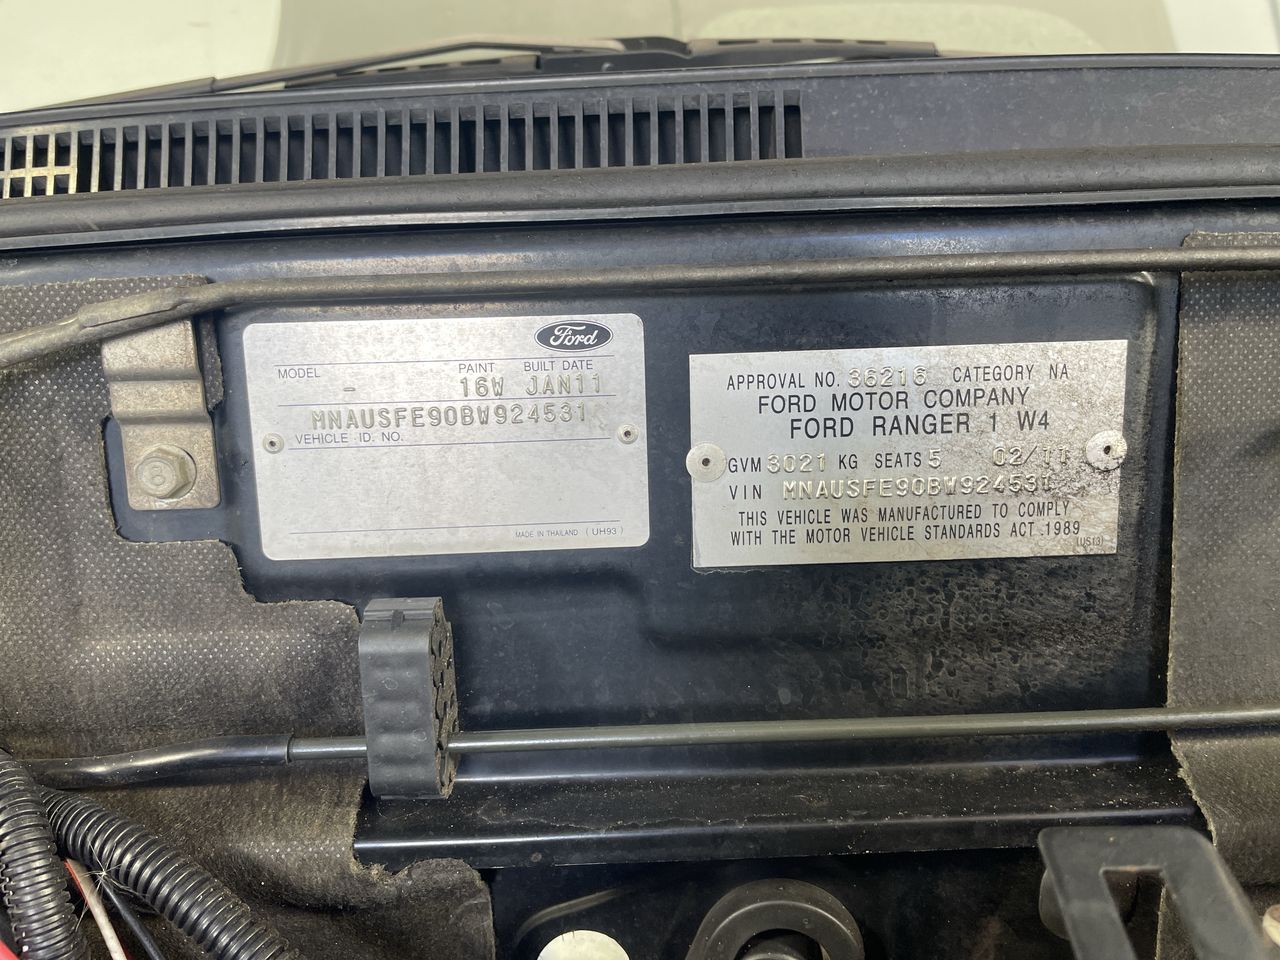 Ford
MODEL PAINT BUILT DATE
- 16W JAN11
MNAUSFE90BW924531
VEHICLE ID. NO.
MADE IN THAILAND (UH93)
APPROVAL NO. 36216 CATEGORY NA
FORD MOTOR COMPANY
FORD RANGER 1 W4
GVM 3021 KG SEATS 5 02/11
VIN MNAUSFE90BW924531
THIS VEHICLE WAS MANUFACTURED TO COMPLY
WITH THE MOTOR VEHICLE STANDARDS ACT 1989
(US13)
8